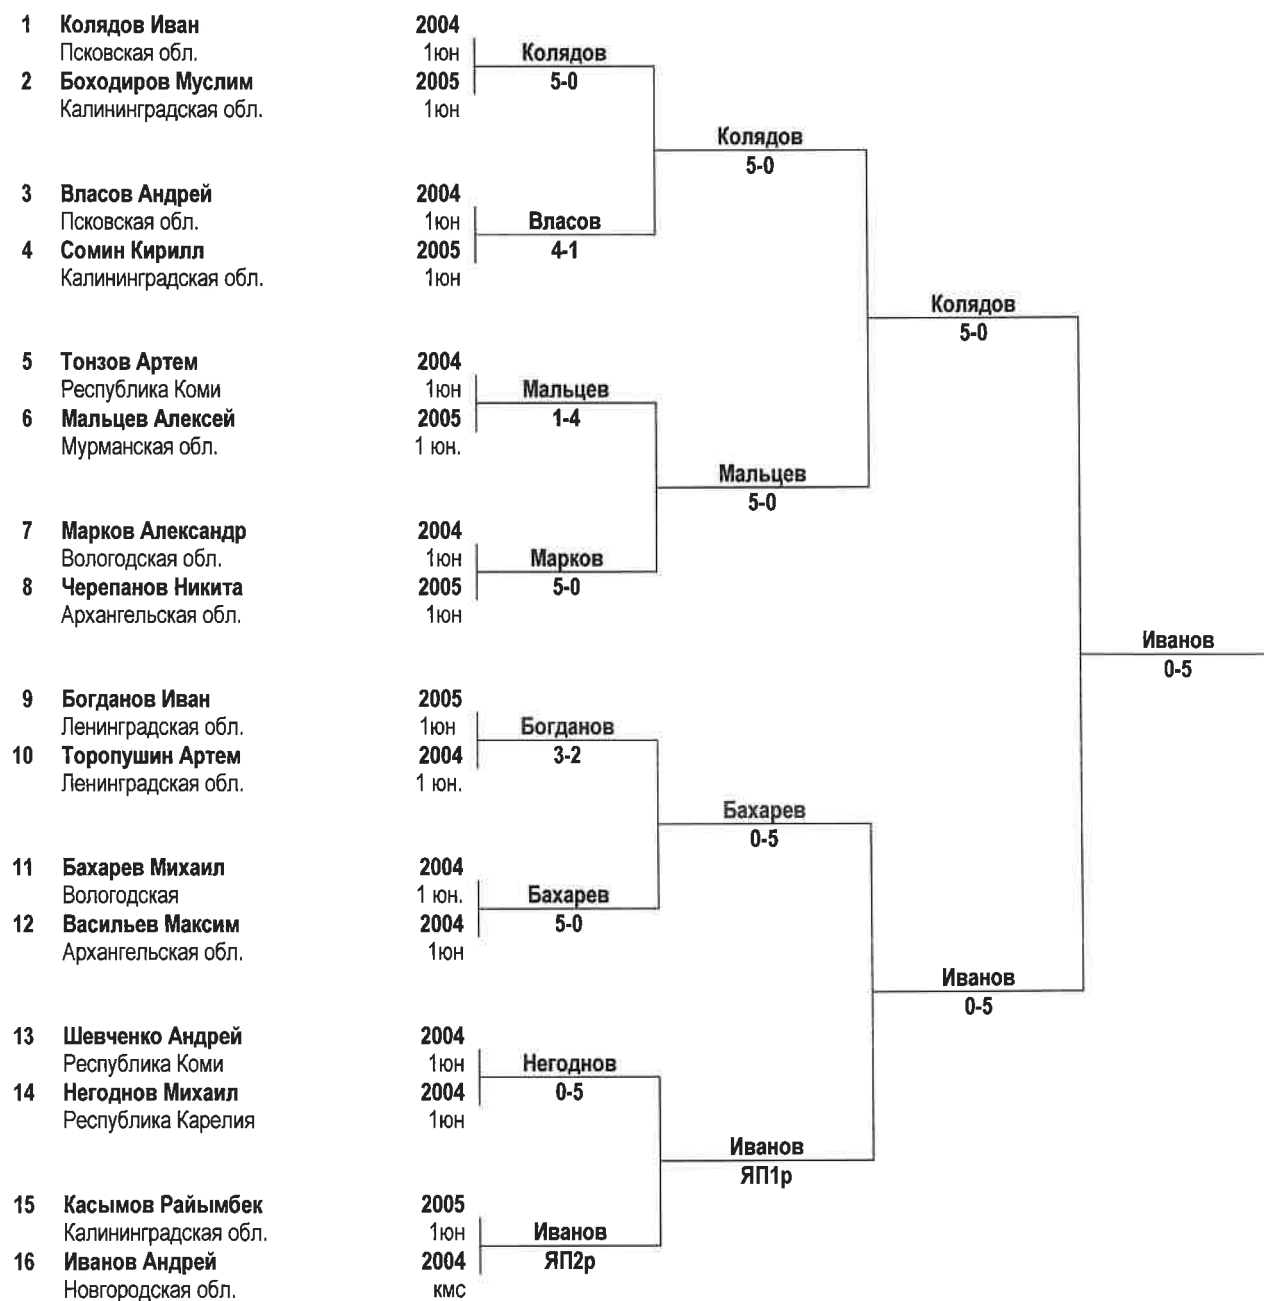 1 Колядов Иван 2004
Псковская обл. 1юн Колядов
2 Боходиров Муслим 2005 5-0
Калининградская обл. 1юн
Колядов
5-0
3 Власов Андрей 2004
Псковская обл. 1юн Власов
4 Сомин Кирилл 2005 4-1
Калининградская обл. 1юн
Колядов
5-0
5 Тонзов Артем 2004
Республика Коми 1юн Мальцев
6 Мальцев Алексей 2005 1-4
Мурманская обл. 1 юн.
Мальцев
5-0
7 Марков Александр 2004
Вологодская обл. 1юн Марков
8 Черепанов Никита 2005 5-0
Архангельская обл. 1юн
Иванов
0-5
9 Богданов Иван 2005
Ленинградская обл. 1юн Богданов
10 Торопушин Артем 2004 3-2
Ленинградская обл. 1 юн.
Бахарев
0-5
11 Бахарев Михаил 2004
Вологодская 1 юн. Бахарев
12 Васильев Максим 2004 5-0
Архангельская обл. 1юн
Иванов
0-5
13 Шевченко Андрей 2004
Республика Коми 1юн Негоднов
14 Негоднов Михаил 2004 0-5
Республика Карелия 1юн
Иванов
ЯП1р
15 Касымов Райымбек 2005
Калининградская обл. 1юн Иванов
16 Иванов Андрей 2004 ЯП2р
Новгородская обл. кмс